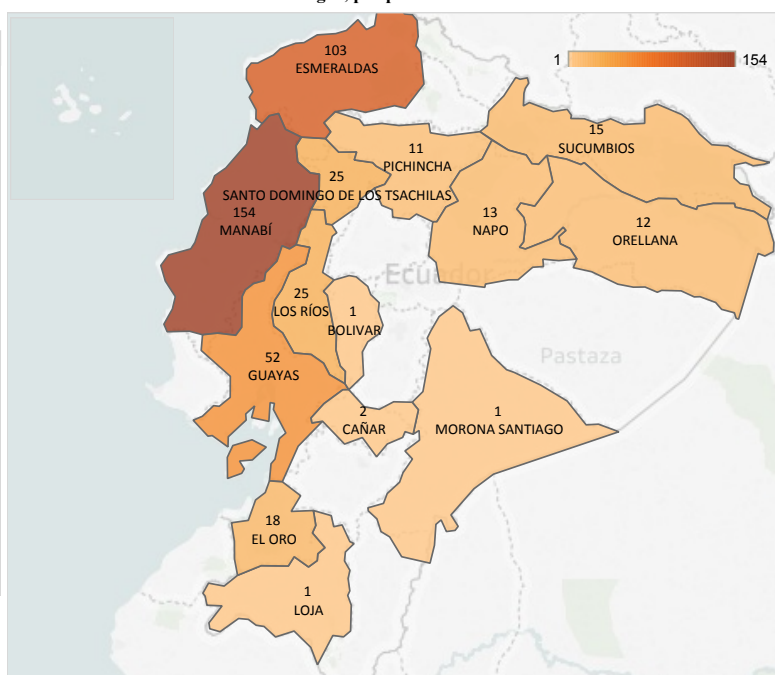 103
ESMERALDAS
1
154
15
SUCUMBIOS
11
PICHINCHA
25
SANTO DOMINGO DE LOS TSACHILAS
154
MANABÍ
13
NAPO
12
ORELLANA
Ecuador
25
LOS RÍOS
1
BOLIVAR
52
GUAYAS
Pastaza
2
CAÑAR
1
MORONA SANTIAGO
18
EL ORO
1
LOJA